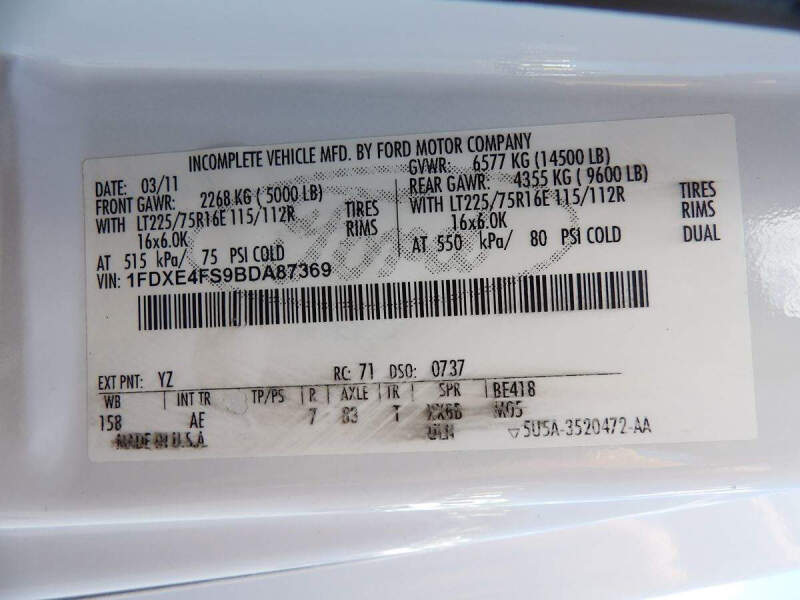 INCOMPLETE VEHICLE MFD. BY FORD MOTOR COMPANY
DATE: 03/11 GVWR: 6577 KG (14500 LB)
FRONT GAWR: 2268 KG ( 5000 LB) REAR GAWR: 4355 KG ( 9600 LB)
WITH LT225/75R16E 115/112R TIRES WITH LT225/75R16E 115/112R TIRES
16x6.0K RIMS 16x6.0K RIMS
AT 515 kPa/ 75 PSI COLD AT 550 kPa/ 80 PSI COLD DUAL
VIN: 1FDXE4FS9BDA87369
EXT PNT: YZ RC: 71 DSO: 0737
WB INT TR TP/PS R AXLE TR SPR BE418
158 AE 7 83 T M05
MADE IN U.S.A. 5U5A-3520472-AA